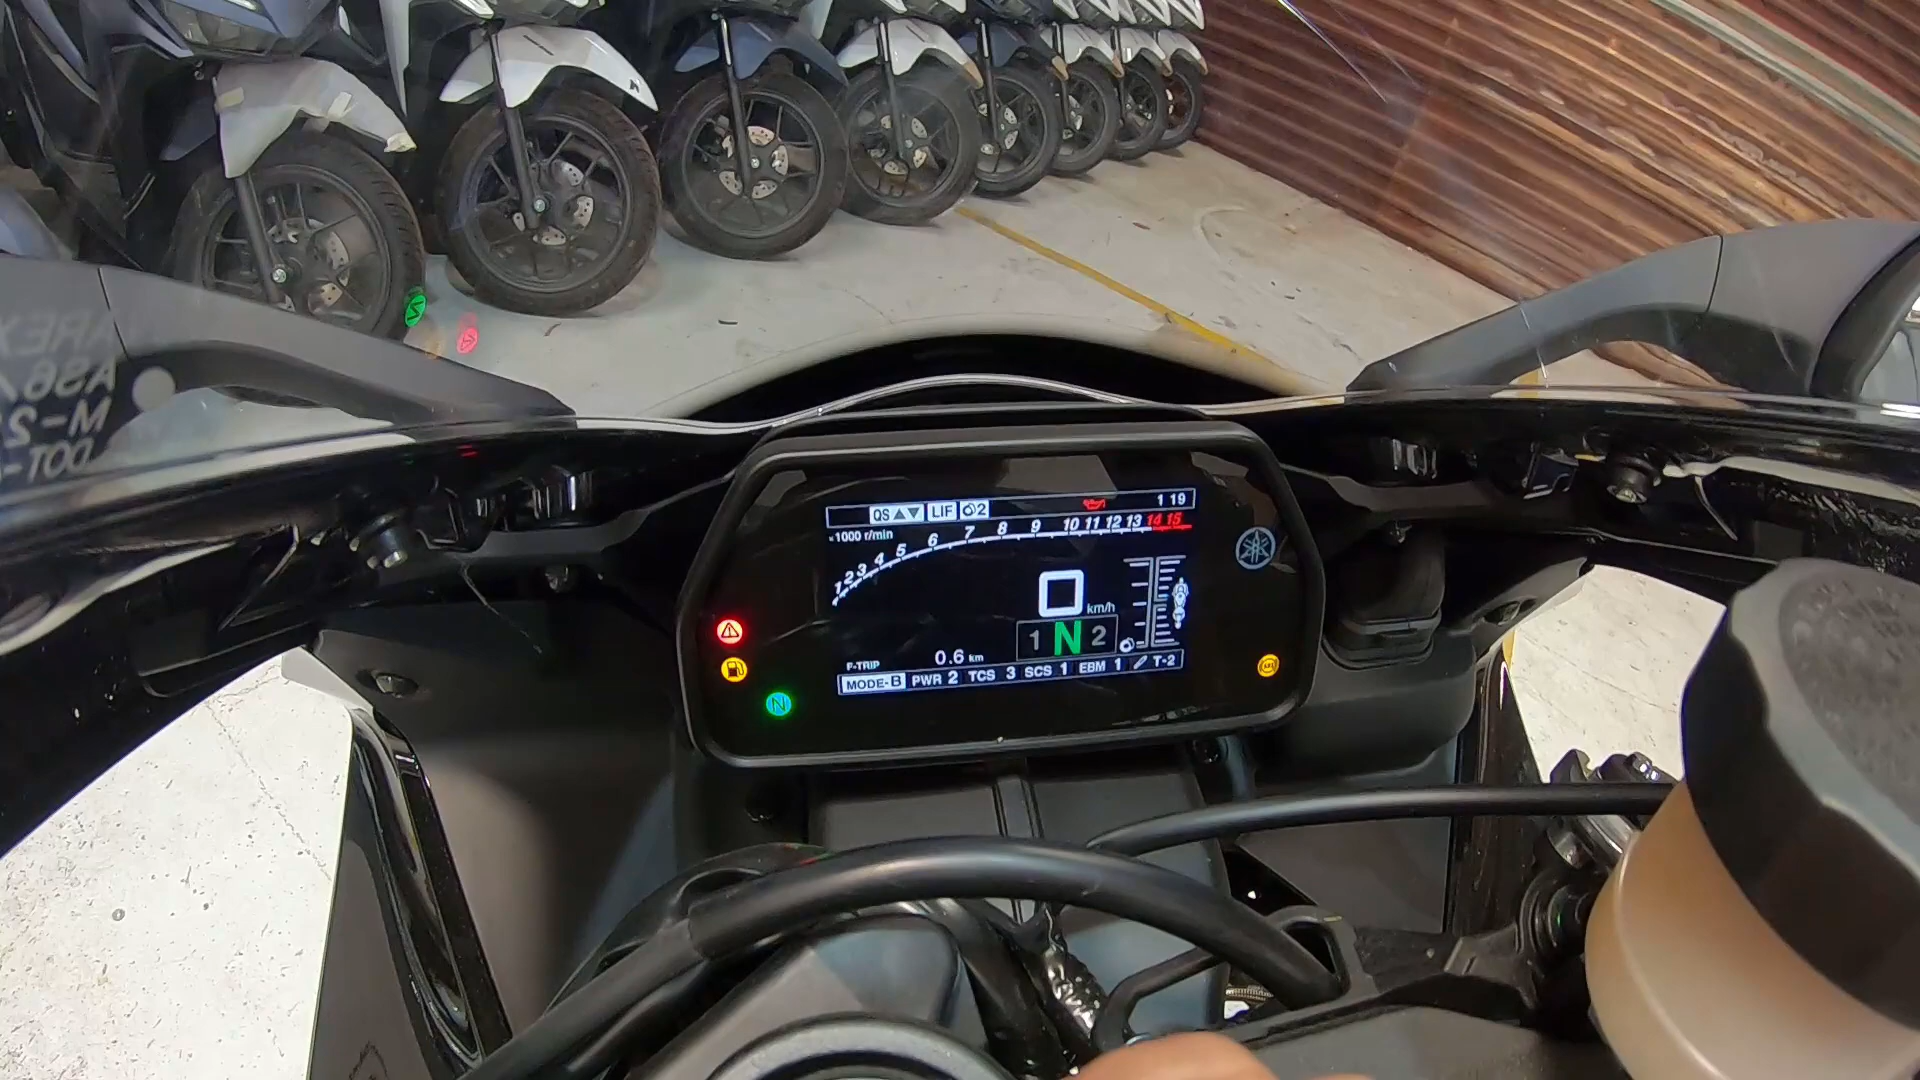 QS ▲▼ LIF 2
1 19
×1000 r/min
1 2 3 4 5 6 7 8 9 10 11 12 13 14 15
0 km/h
1 N 2
F-TRIP 0.6 km
MODE-B PWR 2 TCS 3 SCS 1 EBM 1 T-2
N
ABS